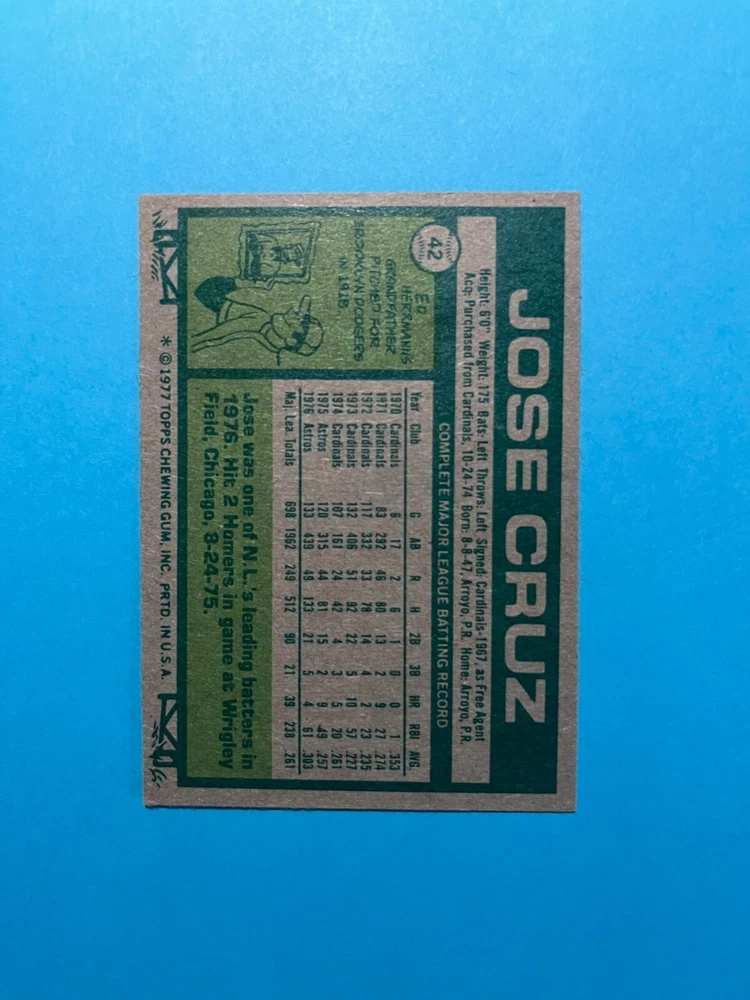 42
JOSE CRUZ
Height: 6'0" Weight: 175 Bats: Left Throws: Left Signed: Cardinals-1967, as Free Agent
Acq: Purchased from Cardinals, 10-24-74 Born: 8-8-47, Arroyo, P.R. Home: Arroyo, P.R.
COMPLETE MAJOR LEAGUE BATTING RECORD
Year Club G AB R H 2B 3B HR RBI AVG.
1970 Cardinals 6 17 2 6 1 0 0 1 .353
1971 Cardinals 83 292 46 80 13 2 9 27 .274
1972 Cardinals 117 332 33 78 14 4 2 23 .235
1973 Cardinals 132 406 51 92 22 5 10 57 .227
1974 Cardinals 107 161 24 42 4 3 5 20 .261
1975 Astros 120 315 44 81 15 2 9 49 .257
1976 Astros 133 439 49 133 21 5 4 61 .303
Maj. Lea. Totals 698 1962 249 512 90 21 39 238 .261
ED
HERRMANN'S
GRANDFATHER
PITCHED FOR
BROOKLYN DODGERS
IN 1918
Jose was one of N.L.'s leading batters in
1976. Hit 2 Homers in game at Wrigley
Field, Chicago, 8-24-75.
* © 1977 TOPPS CHEWING GUM, INC. PRTD. IN U.S.A.